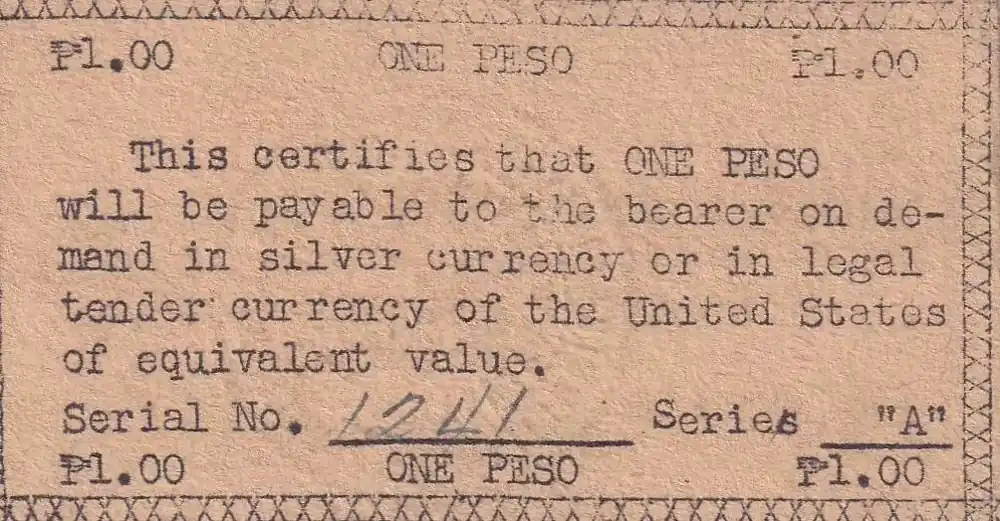 ₱1.00 ONE PESO ₱1.00
This certifies that ONE PESO
will be payable to the bearer on de-
mand in silver currency or in legal
tender currency of the United States
of equivalent value.
Serial No. 1241 Series "A"
₱1.00 ONE PESO ₱1.00